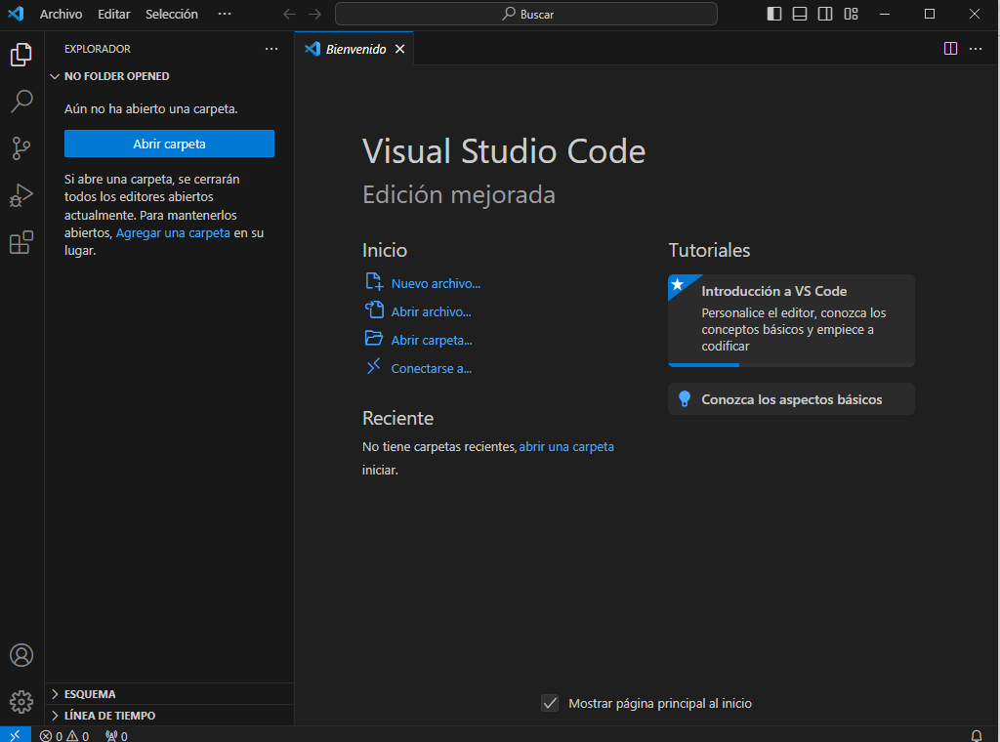 Archivo Editar Selección ··· Buscar
EXPLORADOR ···
Bienvenido
NO FOLDER OPENED
Aún no ha abierto una carpeta.
Abrir carpeta
Si abre una carpeta, se cerrarán
todos los editores abiertos
actualmente. Para mantenerlos
abiertos, Agregar una carpeta en su
lugar.
Visual Studio Code
Edición mejorada
Inicio
Nuevo archivo...
Abrir archivo...
Abrir carpeta...
Conectarse a...
Reciente
No tiene carpetas recientes, abrir una carpeta
iniciar.
Tutoriales
Introducción a VS Code
Personalice el editor, conozca los
conceptos básicos y empiece a
codificar
Conozca los aspectos básicos
Mostrar página principal al inicio
ESQUEMA
LÍNEA DE TIEMPO
0 0 0